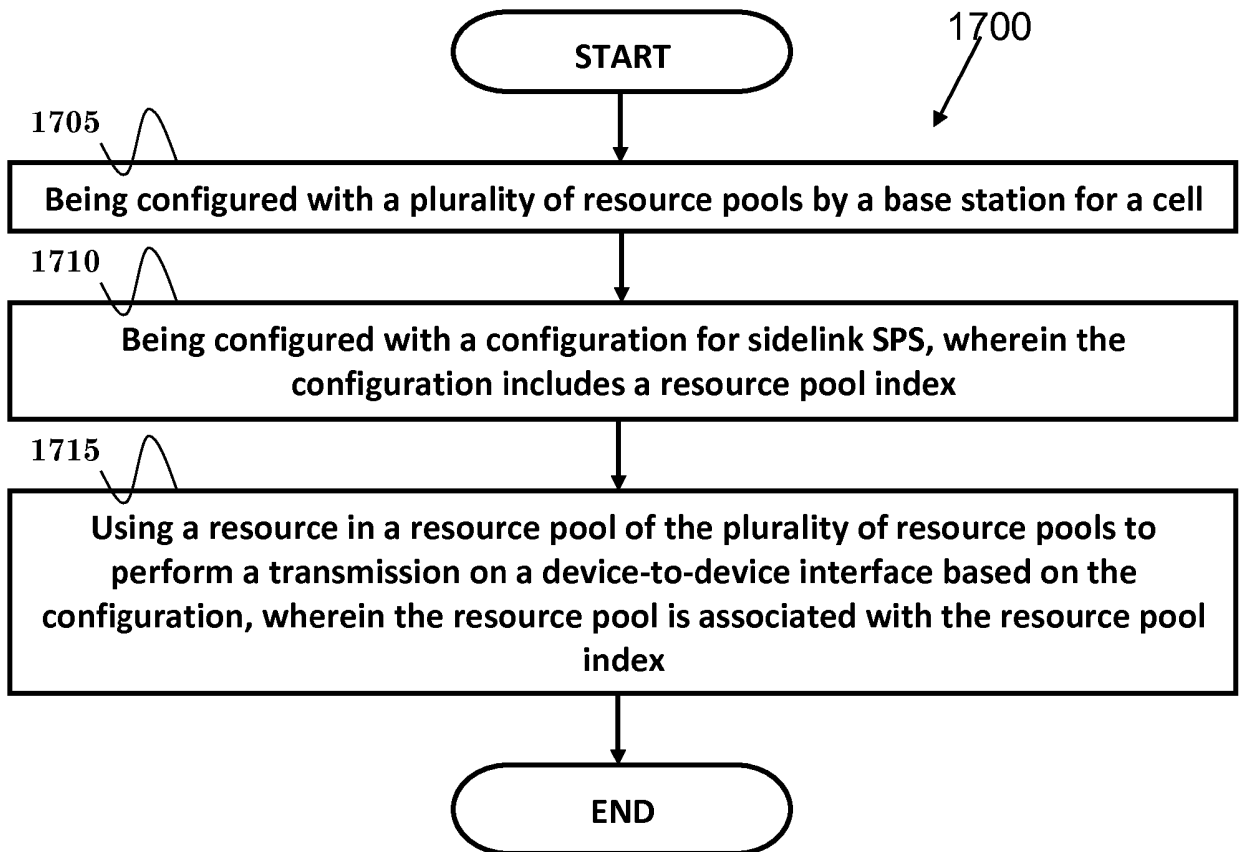 START
1700
1705
Being configured with a plurality of resource pools by a base station for a cell
1710
Being configured with a configuration for sidelink SPS, wherein the
configuration includes a resource pool index
1715
Using a resource in a resource pool of the plurality of resource pools to
perform a transmission on a device-to-device interface based on the
configuration, wherein the resource pool is associated with the resource pool
index
END